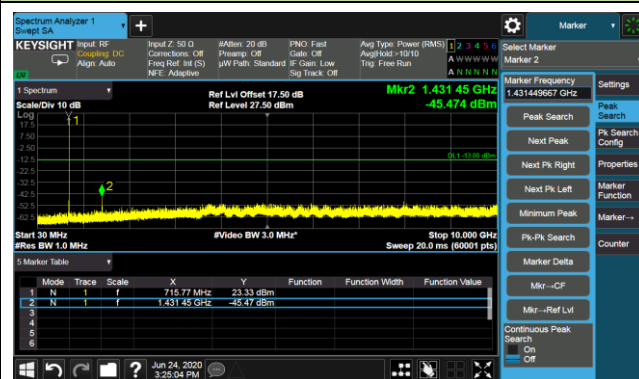 Spectrum Analyzer 1
Swept SA
+
Marker
KEYSIGHT Input: RF
Coupling: DC
Align: Auto
Input Z: 50 Ω
Corrections: Off
Freq Ref: Int (S)
NFE: Adaptive
#Atten: 20 dB
Preamp: Off
µW Path: Standard
PNO: Fast
Gate: Off
IF Gain: Low
Sig Track: Off
Avg Type: Power (RMS)
Avg|Hold:>10/10
Trig: Free Run
1 2 3 4 5 6
A W W W W W
A N N N N N
LXI
Select Marker
Marker 2
1 Spectrum
Scale/Div 10 dB
Ref Lvl Offset 17.50 dB
Ref Level 27.50 dBm
Mkr2 1.431 45 GHz
-45.474 dBm
Log
17.5
7.50
-2.50
-12.5
-22.5
-32.5
-42.5
-52.5
-62.5
1
2
DL1 -13.00 dBm
Start 30 MHz
#Res BW 1.0 MHz
#Video BW 3.0 MHz*
Stop 10.000 GHz
Sweep 20.0 ms (60001 pts)
5 Marker Table
Mode Trace Scale X Y Function Function Width Function Value
1 N 1 f 715.77 MHz 23.33 dBm
2 N 1 f 1.431 45 GHz -45.47 dBm
3
4
5
6
Marker Frequency
1.431449667 GHz
Peak Search
Next Peak
Next Pk Right
Next Pk Left
Minimum Peak
Pk-Pk Search
Marker Delta
Mkr→CF
Mkr→Ref Lvl
Continuous Peak
Search
On
Off
Settings
Peak
Search
Pk Search
Config
Properties
Marker
Function
Marker→
Counter
?
Jun 24, 2020
3:25:04 PM